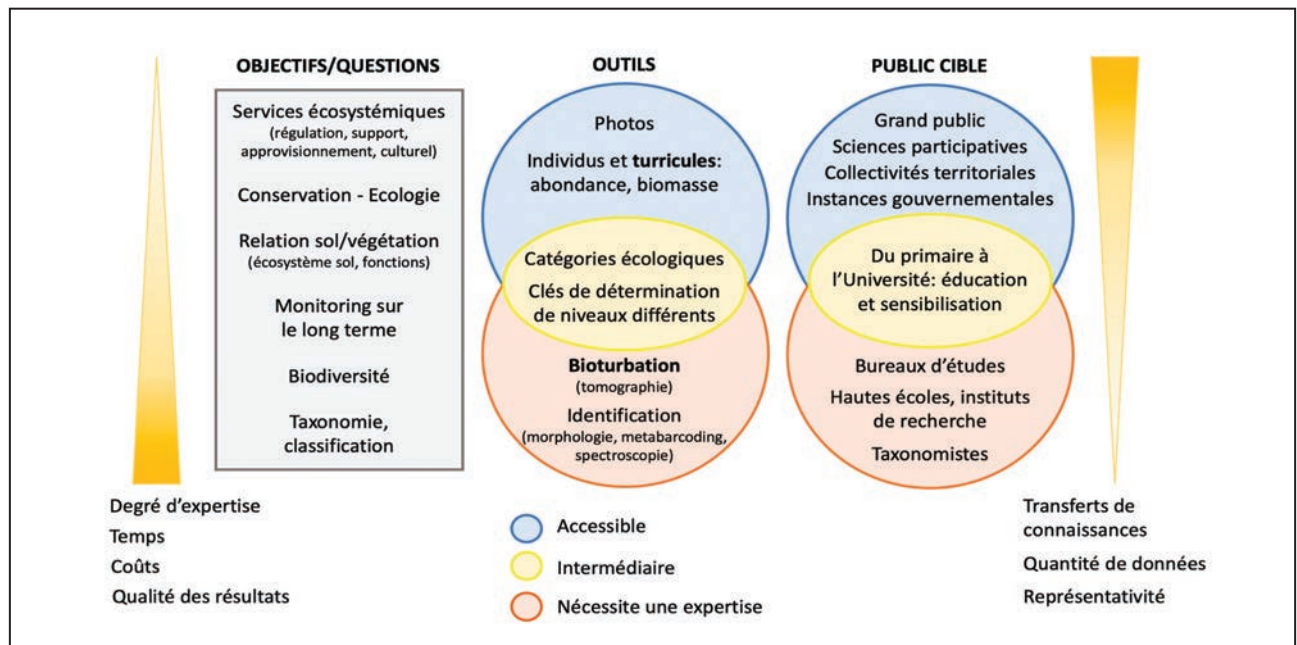 OBJECTIFS/QUESTIONS
Services écosystémiques
(régulation, support,
approvisionnement, culturel)
Conservation - Ecologie
Relation sol/végétation
(écosystème sol, fonctions)
Monitoring sur
le long terme
Biodiversité
Taxonomie,
classification
OUTILS
Photos
Individus et turricules:
abondance, biomasse
Catégories écologiques
Clés de détermination
de niveaux différents
Bioturbation
(tomographie)
Identification
(morphologie, metabarcoding,
spectroscopie)
PUBLIC CIBLE
Grand public
Sciences participatives
Collectivités territoriales
Instances gouvernementales
Du primaire à
l'Université: éducation
et sensibilisation
Bureaux d'études
Hautes écoles, instituts
de recherche
Taxonomistes
Degré d'expertise
Temps
Coûts
Qualité des résultats
Accessible
Intermédiaire
Nécessite une expertise
Transferts de
connaissances
Quantité de données
Représentativité